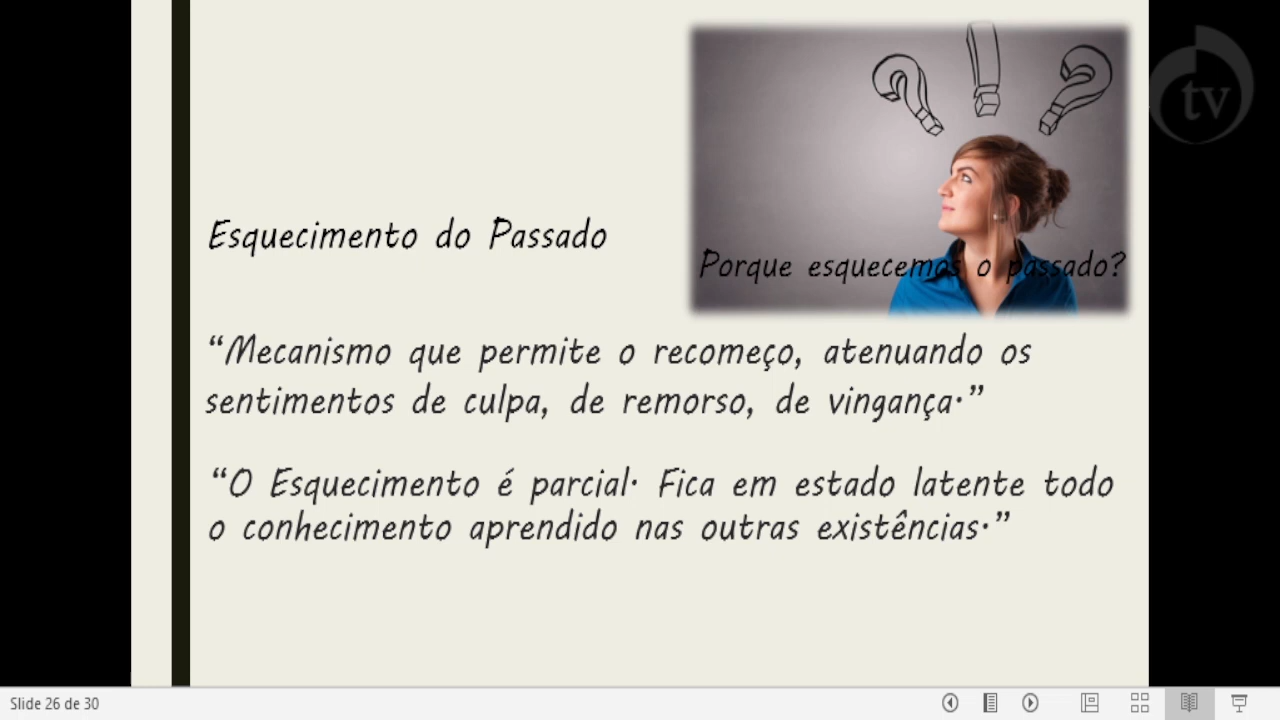 tv
Esquecimento do Passado
Porque esquecemos o passado?
“Mecanismo que permite o recomeço, atenuando os
sentimentos de culpa, de remorso, de vingança.”
“O Esquecimento é parcial. Fica em estado latente todo
o conhecimento aprendido nas outras existências.”
Slide 26 de 30